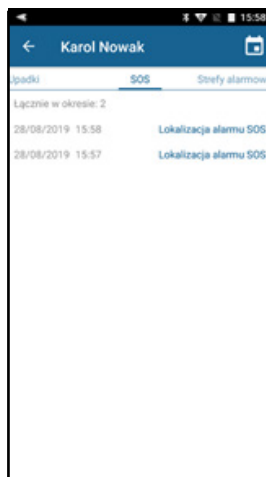 15:58
Karol Nowak
Upadki SOS Strefy alarmow
Łącznie w okresie: 2
28/08/2019 15:58 Lokalizacja alarmu SOS
28/08/2019 15:57 Lokalizacja alarmu SOS